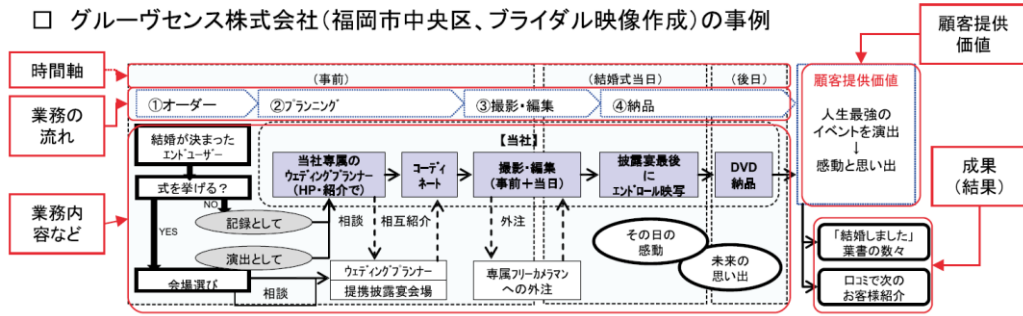 □ グルーヴセンス株式会社(福岡市中央区、ブライダル映像作成)の事例
顧客提供
価値
時間軸
(事前)
(結婚式当日)
(後日)
業務の
流れ
①オーダー
②プランニング
③撮影・編集
④納品
顧客提供価値
人生最強の
イベントを演出
↓
感動と思い出
業務内
容など
結婚が決まった
エンドユーザー
式を挙げる?
NO
YES
記録として
演出として
会場選び
相談
【当社】
当社専属の
ウェディングプランナー
(HP・紹介で)
コーディ
ネート
撮影・編集
(事前+当日)
披露宴最後
に
エンドロール映写
DVD
納品
相談
相互紹介
外注
ウェディングプランナー
提携披露宴会場
専属フリーカメラマン
への外注
その日の
感動
未来の
思い出
成果
(結果)
「結婚しました」
葉書の数々
口コミで次の
お客様紹介